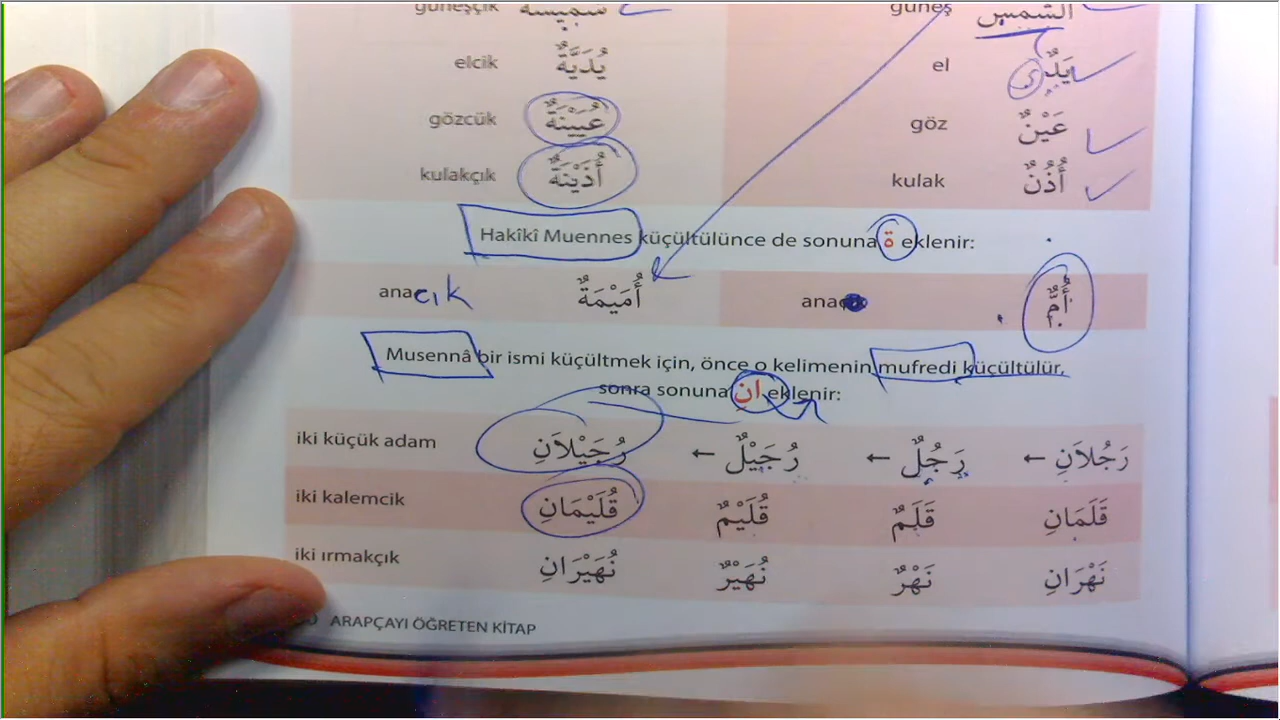 güneşçik شُمَيْسَةٌ güneş الشَّمْسُ
elcik يُدَيَّةٌ el يَدٌ ي
gözcük عُيَيْنَةٌ göz عَيْنٌ
kulakçık أُذَيْنَةٌ kulak أُذُنٌ
Hakîkî Muennes küçültülünce de sonuna ة eklenir:
anacık أُمَيْمَةٌ ana أُمٌّ
Musennâ bir ismi küçültmek için, önce o kelimenin mufredi küçültülür,
sonra sonuna انِ eklenir:
iki küçük adam رُجَيْلاَنِ ← رُجَيْلٌ ← رَجُلٌ ← رَجُلاَنِ
iki kalemcik قُلَيْمَانِ قُلَيْمٌ قَلَمٌ قَلَمَانِ
iki ırmakçık نُهَيْرَانِ نُهَيْرٌ نَهْرٌ نَهْرَانِ
ARAPÇAYI ÖĞRETEN KİTAP